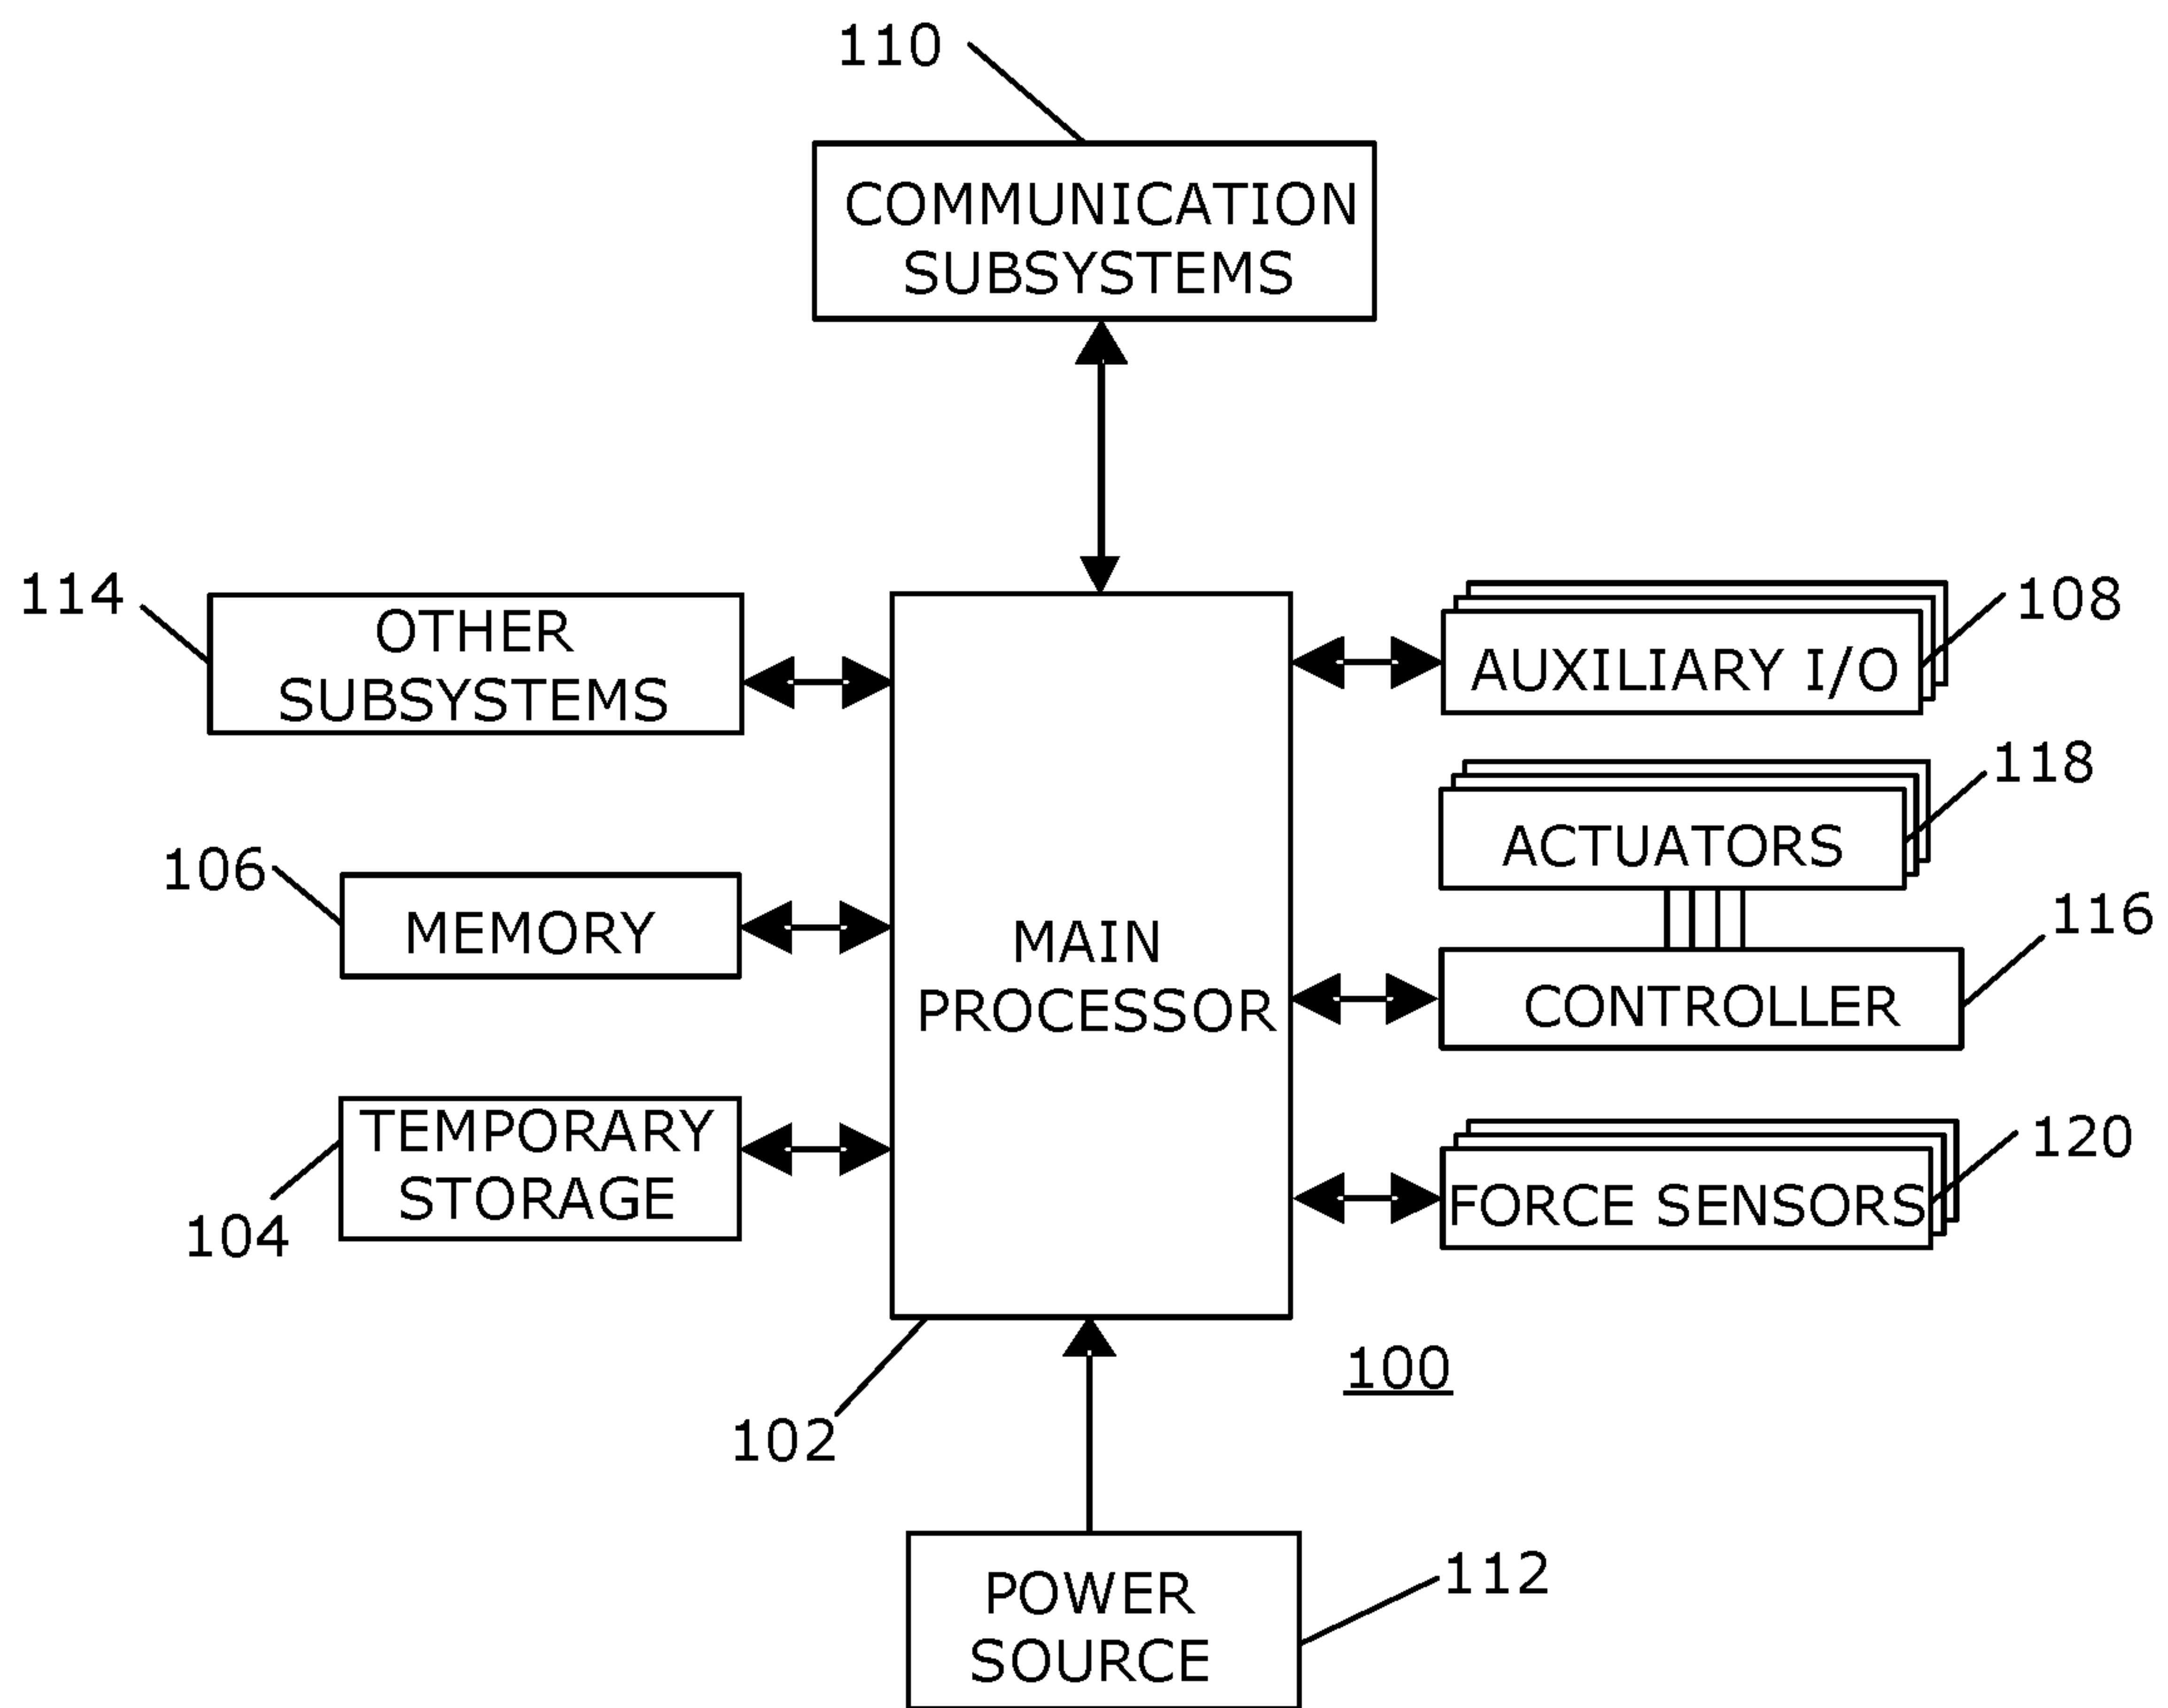 110
COMMUNICATION
SUBSYSTEMS
114
OTHER
SUBSYSTEMS
108
AUXILIARY I/O
118
ACTUATORS
106
MEMORY
MAIN
PROCESSOR
116
CONTROLLER
104
TEMPORARY
STORAGE
120
FORCE SENSORS
100
102
POWER
SOURCE
112